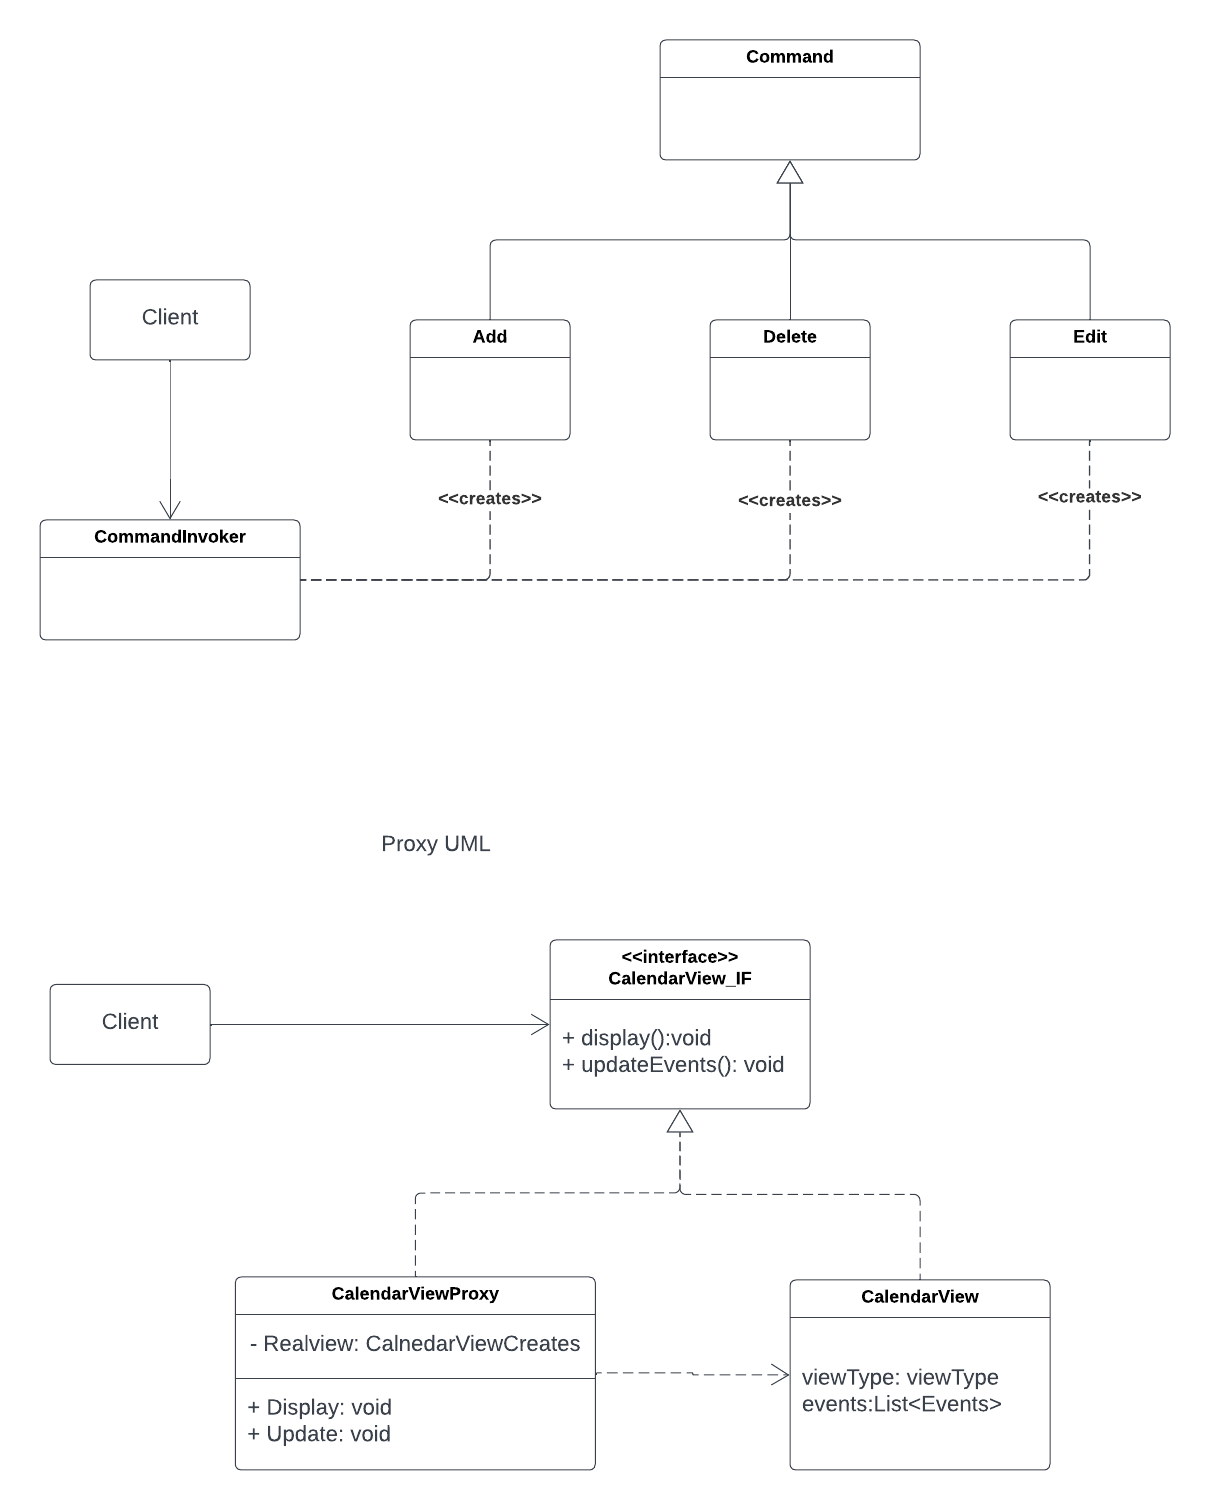 Command
Client
Add
Delete
Edit
<<creates>>
<<creates>>
<<creates>>
CommandInvoker
Proxy UML
<<interface>>
CalendarView_IF
Client
+ display():void
+ updateEvents(): void
CalendarViewProxy
- Realview: CalnedarViewCreates
+ Display: void
+ Update: void
CalendarView
viewType: viewType
events:List<Events>